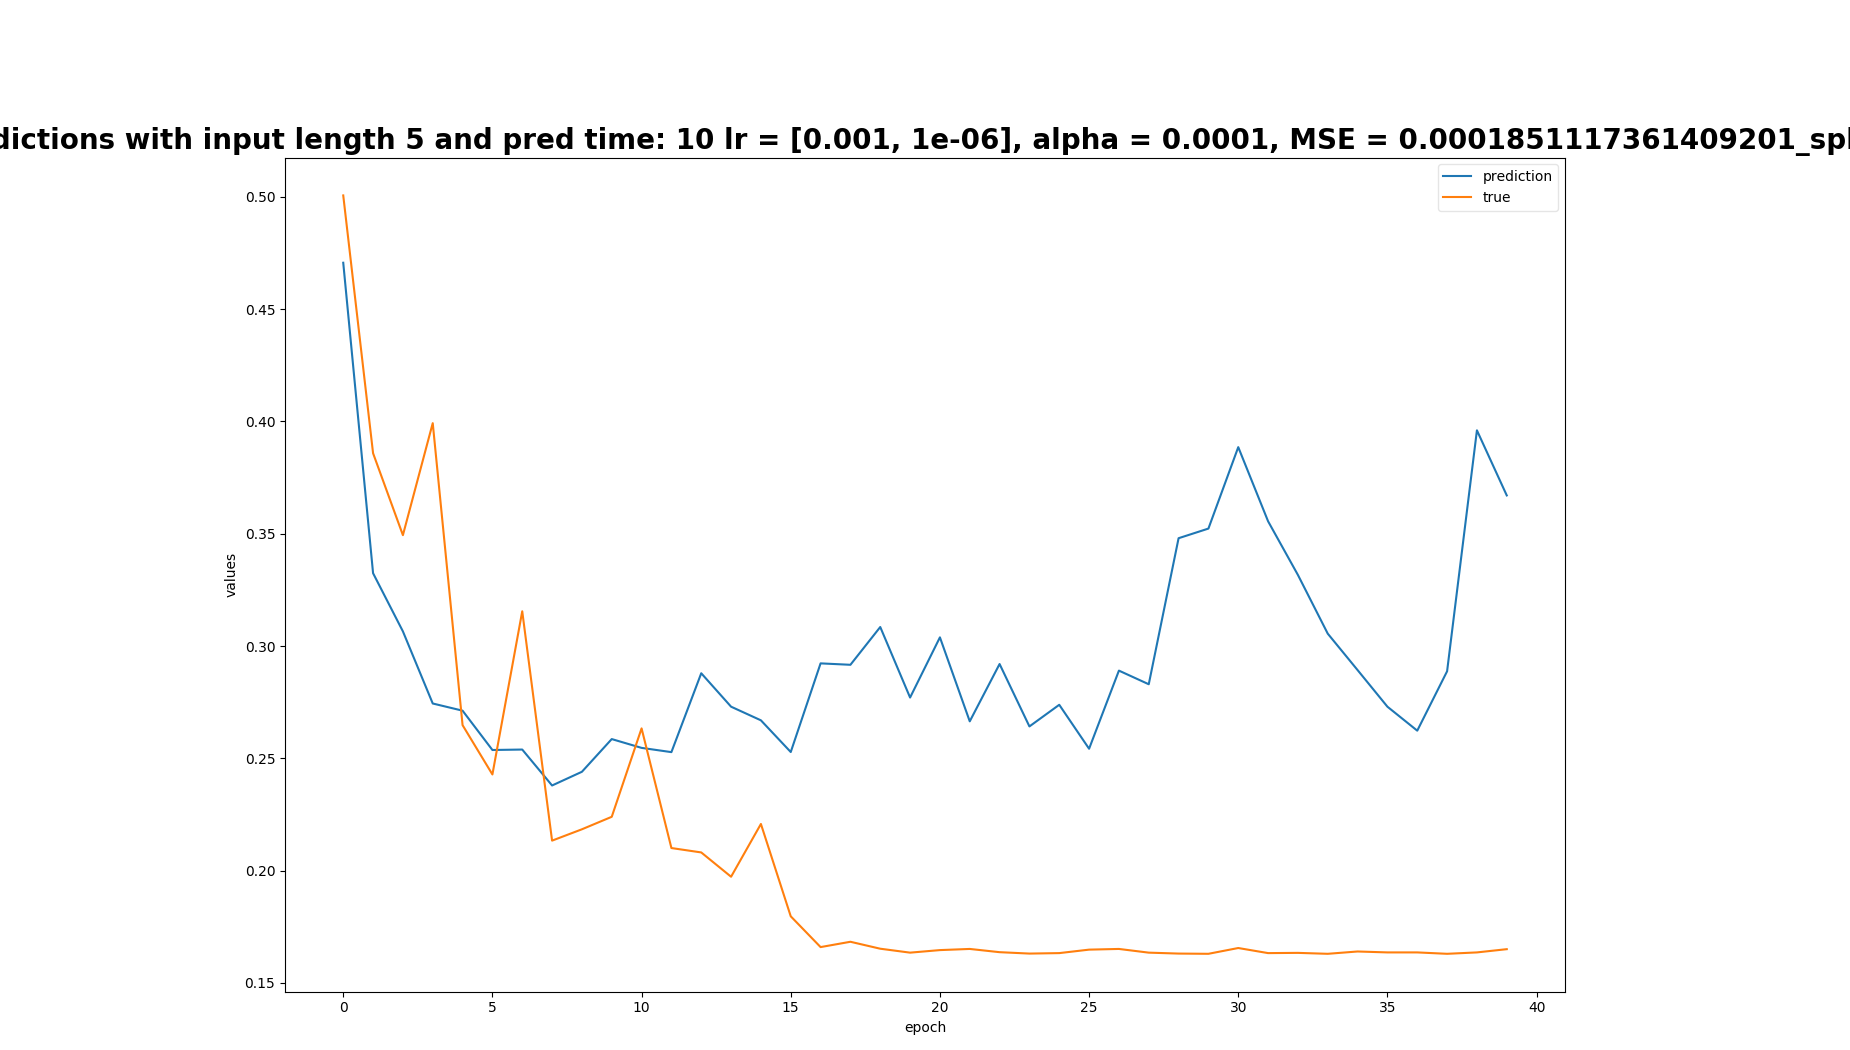 dictions with input length 5 and pred time: 10 lr = [0.001, 1e-06], alpha = 0.0001, MSE = 0.0001851117361409201_spl
prediction
true
0.50
0.45
0.40
0.35
0.30
0.25
0.20
0.15
values
0 5 10 15 20 25 30 35 40
epoch